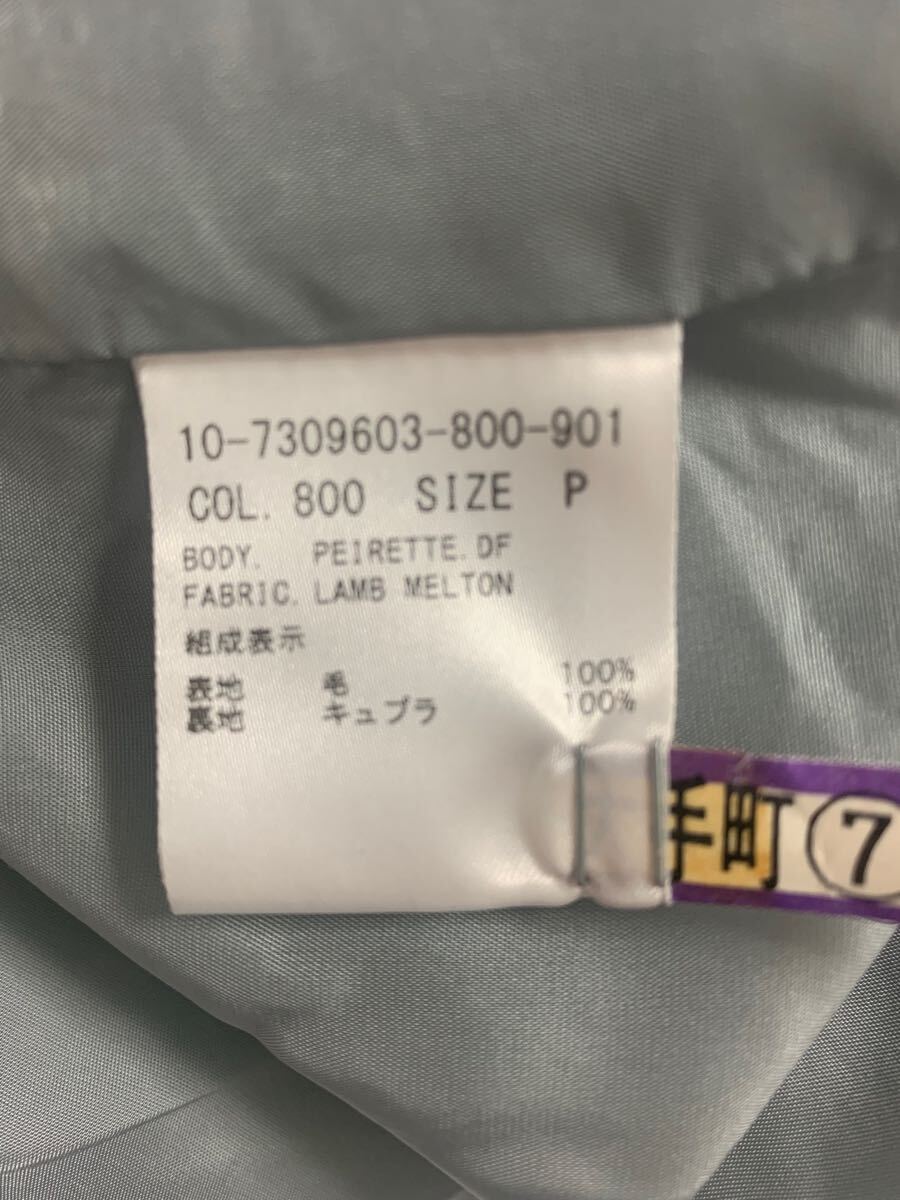 10-7309603-800-901
COL. 800 SIZE P
BODY. PEIRETTE.DF
FABRIC. LAMB MELTON
組成表示
表地 毛 100%
裏地 キュプラ 100%
町⑦